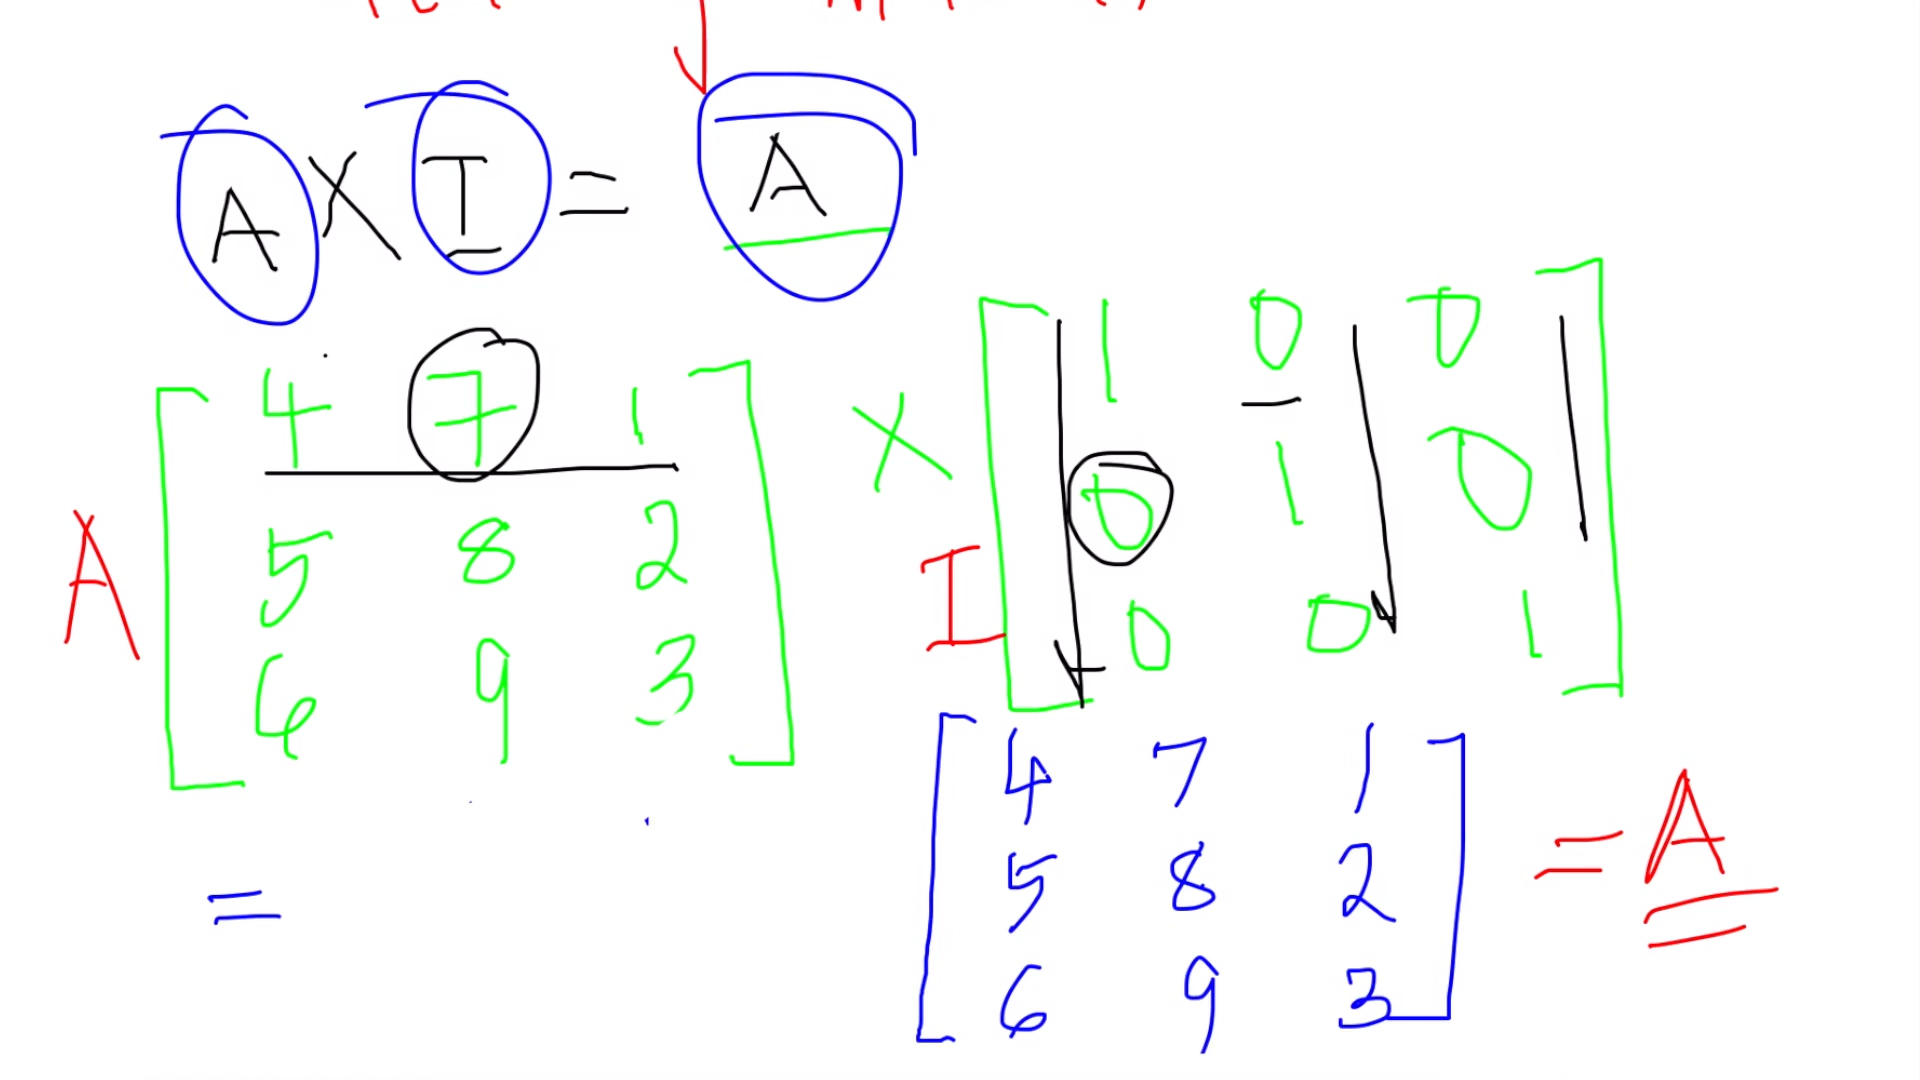 A X I = A
4 7 1 X 1 0 0
A 5 8 2 I 0 1 0
6 9 3 0 0 1
= 4 7 1
5 8 2 = A
6 9 3